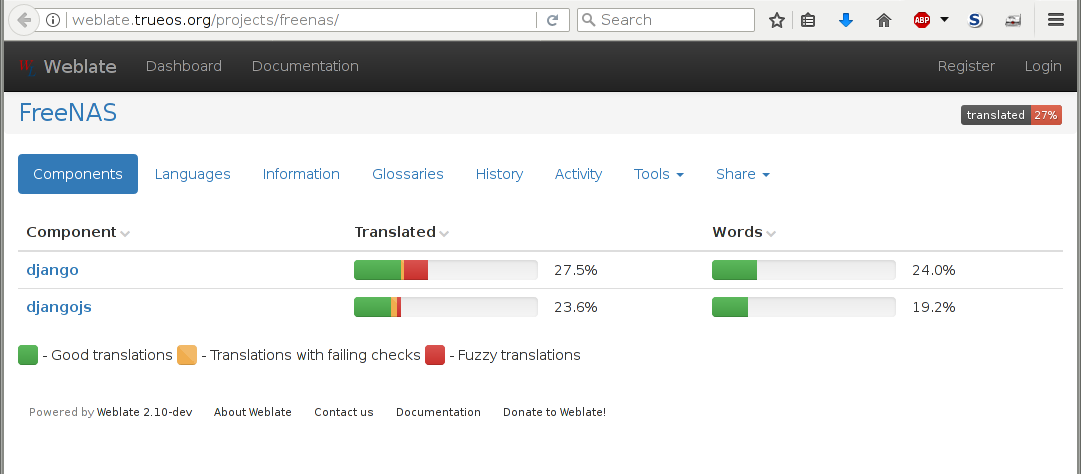 weblate.trueos.org/projects/freenas/
Search
ABP
S
Weblate Dashboard Documentation Register Login
FreeNAS
translated 27%
Components Languages Information Glossaries History Activity Tools Share
Component Translated Words
django 27.5% 24.0%
djangojs 23.6% 19.2%
- Good translations - Translations with failing checks - Fuzzy translations
Powered by Weblate 2.10-dev About Weblate Contact us Documentation Donate to Weblate!